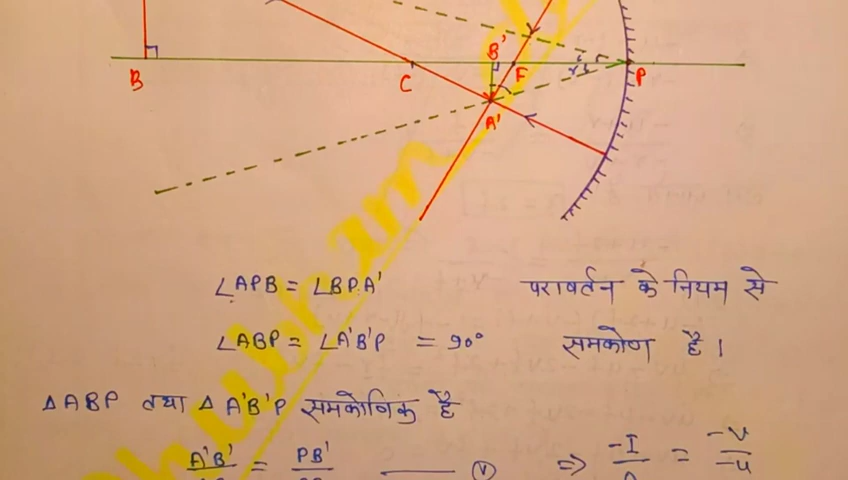 B C B' F A' P
∠APB = ∠BPA' परावर्तन के नियम से
∠ABP = ∠A'B'P = 90° समकोण है।
ΔABP तथा ΔA'B'P समकोणिक है
A'B' = PB' —— (v) ⇒ -I = -v
-u